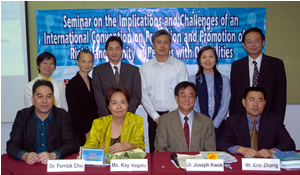 Seminar on the Implications and Challenges of an
International Convention on Protection and Promotion of
Rights and Dignity of Persons with Disabilities
Dr. Ferrick Chu
Ms. Kay Nagata
Dr. Joseph Kwok
Mr. Eric Zhang